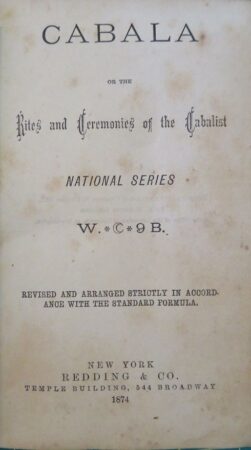 CABALA
OR THE
Rites and Ceremonies of the Cabalist
NATIONAL SERIES
W.*C*9B.
REVISED AND ARRANGED STRICTLY IN ACCORD-
ANCE WITH THE STANDARD FORMULA.
NEW YORK
REDDING & CO.
TEMPLE BUILDING, 544 BROADWAY
1874